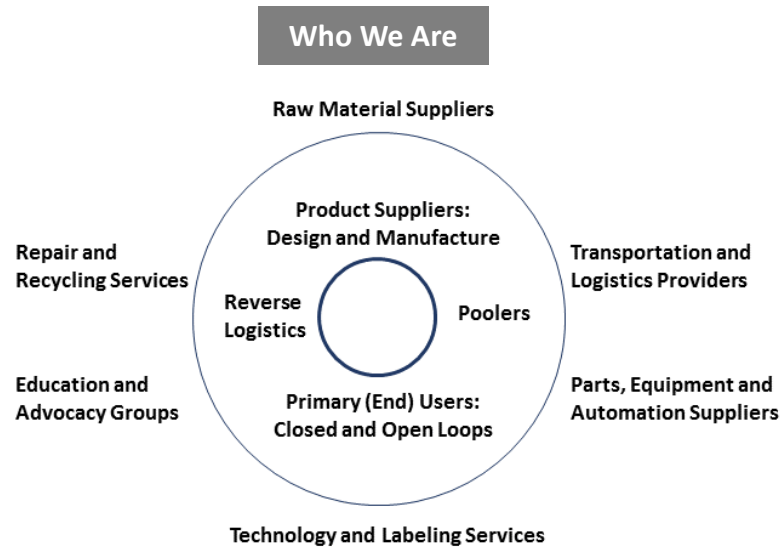 Who We Are
Raw Material Suppliers
Product Suppliers:
Design and Manufacture
Repair and
Recycling Services
Transportation and
Logistics Providers
Reverse
Logistics
Poolers
Education and
Advocacy Groups
Primary (End) Users:
Closed and Open Loops
Parts, Equipment and
Automation Suppliers
Technology and Labeling Services